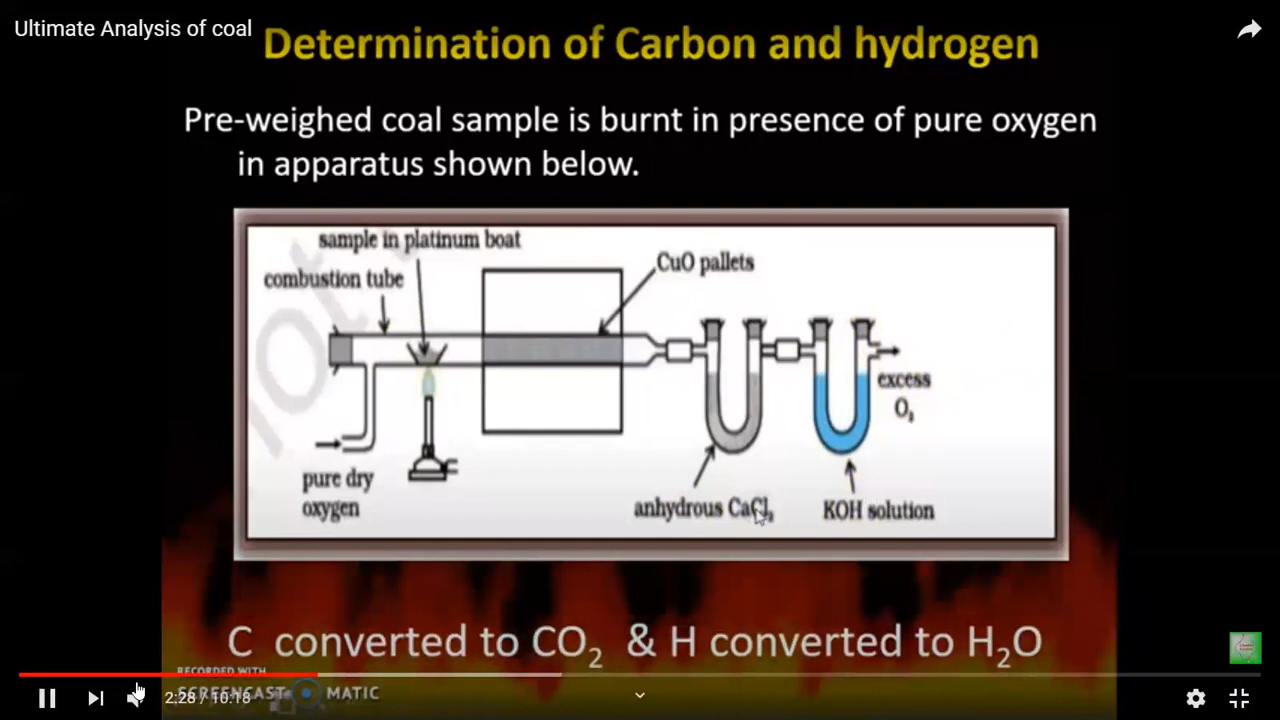 Ultimate Analysis of coal
Determination of Carbon and hydrogen
Pre-weighed coal sample is burnt in presence of pure oxygen
in apparatus shown below.
sample in platinum boat
combustion tube
CuO pallets
pure dry
oxygen
anhydrous CaCl₂
KOH solution
excess
O₂
C converted to CO₂ & H converted to H₂O
RECORDED WITH
SCREENCAST MATIC
2:28 / 10:18